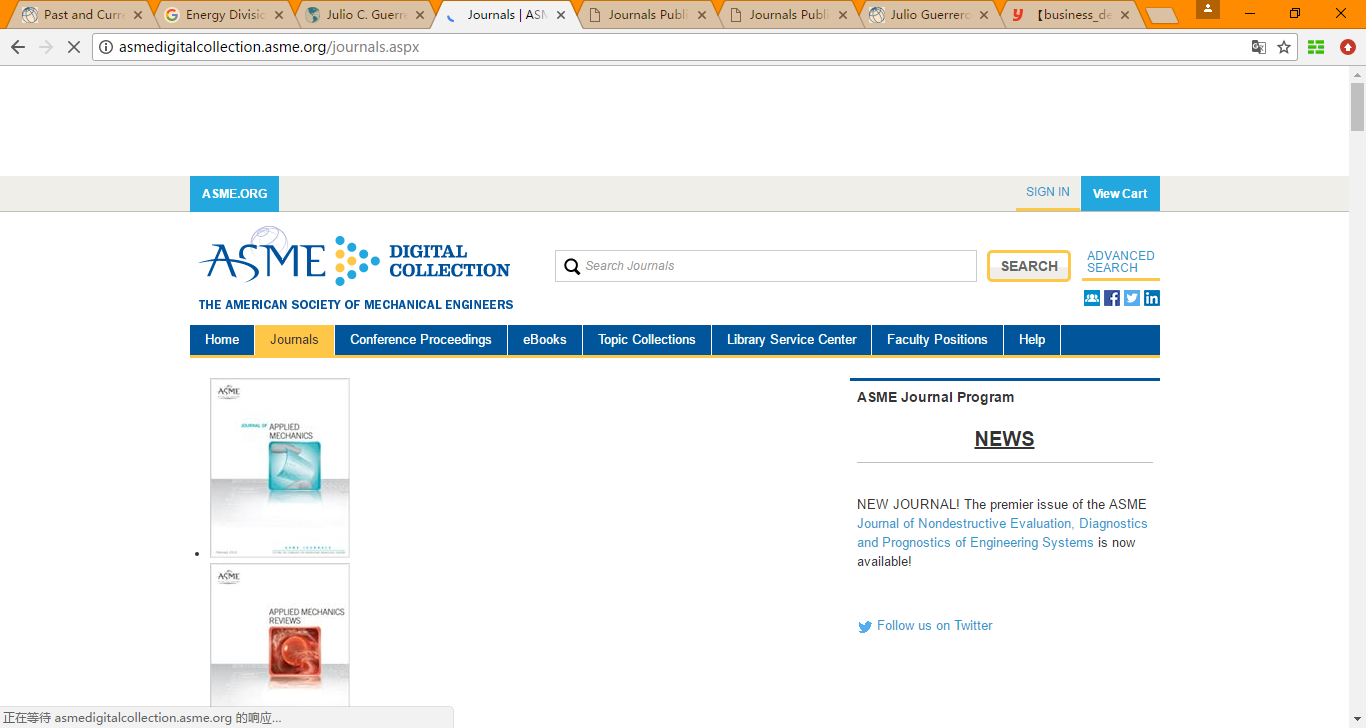 Past and Curre
Energy Divisio
Julio C. Guerre
Journals | ASM
Journals Publi
Journals Publi
Julio Guerrero
【business_de
asmedigitalcollection.asme.org/journals.aspx
ASME.ORG
SIGN IN
View Cart
ASME
DIGITAL
COLLECTION
THE AMERICAN SOCIETY OF MECHANICAL ENGINEERS
Search Journals
SEARCH
ADVANCED
SEARCH
Home
Journals
Conference Proceedings
eBooks
Topic Collections
Library Service Center
Faculty Positions
Help
ASME
JOURNAL OF APPLIED
MECHANICS
ASME JOURNALS
ASME
APPLIED MECHANICS
REVIEWS
ASME Journal Program
NEWS
NEW JOURNAL! The premier issue of the ASME
Journal of Nondestructive Evaluation, Diagnostics
and Prognostics of Engineering Systems is now
available!
Follow us on Twitter
正在等待 asmedigitalcollection.asme.org 的响应...